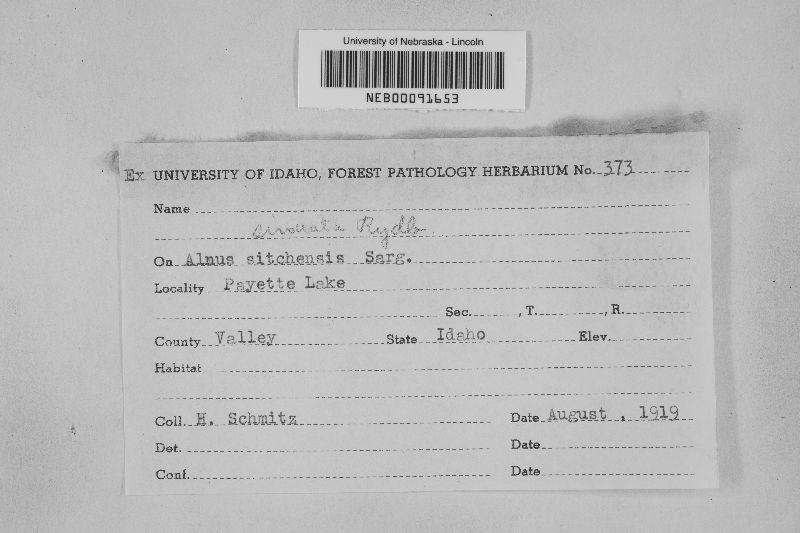 University of Nebraska - Lincoln
NEB00091653
Ex UNIVERSITY OF IDAHO, FOREST PATHOLOGY HERBARIUM No. 373
Name
sinuata Rydb
On Alnus sitchensis Sarg.
Locality Payette Lake
Sec. , T. , R.
County Valley State Idaho Elev.
Habitat
Coll. H. Schmitz Date August , 1919
Det. Date
Conf. Date